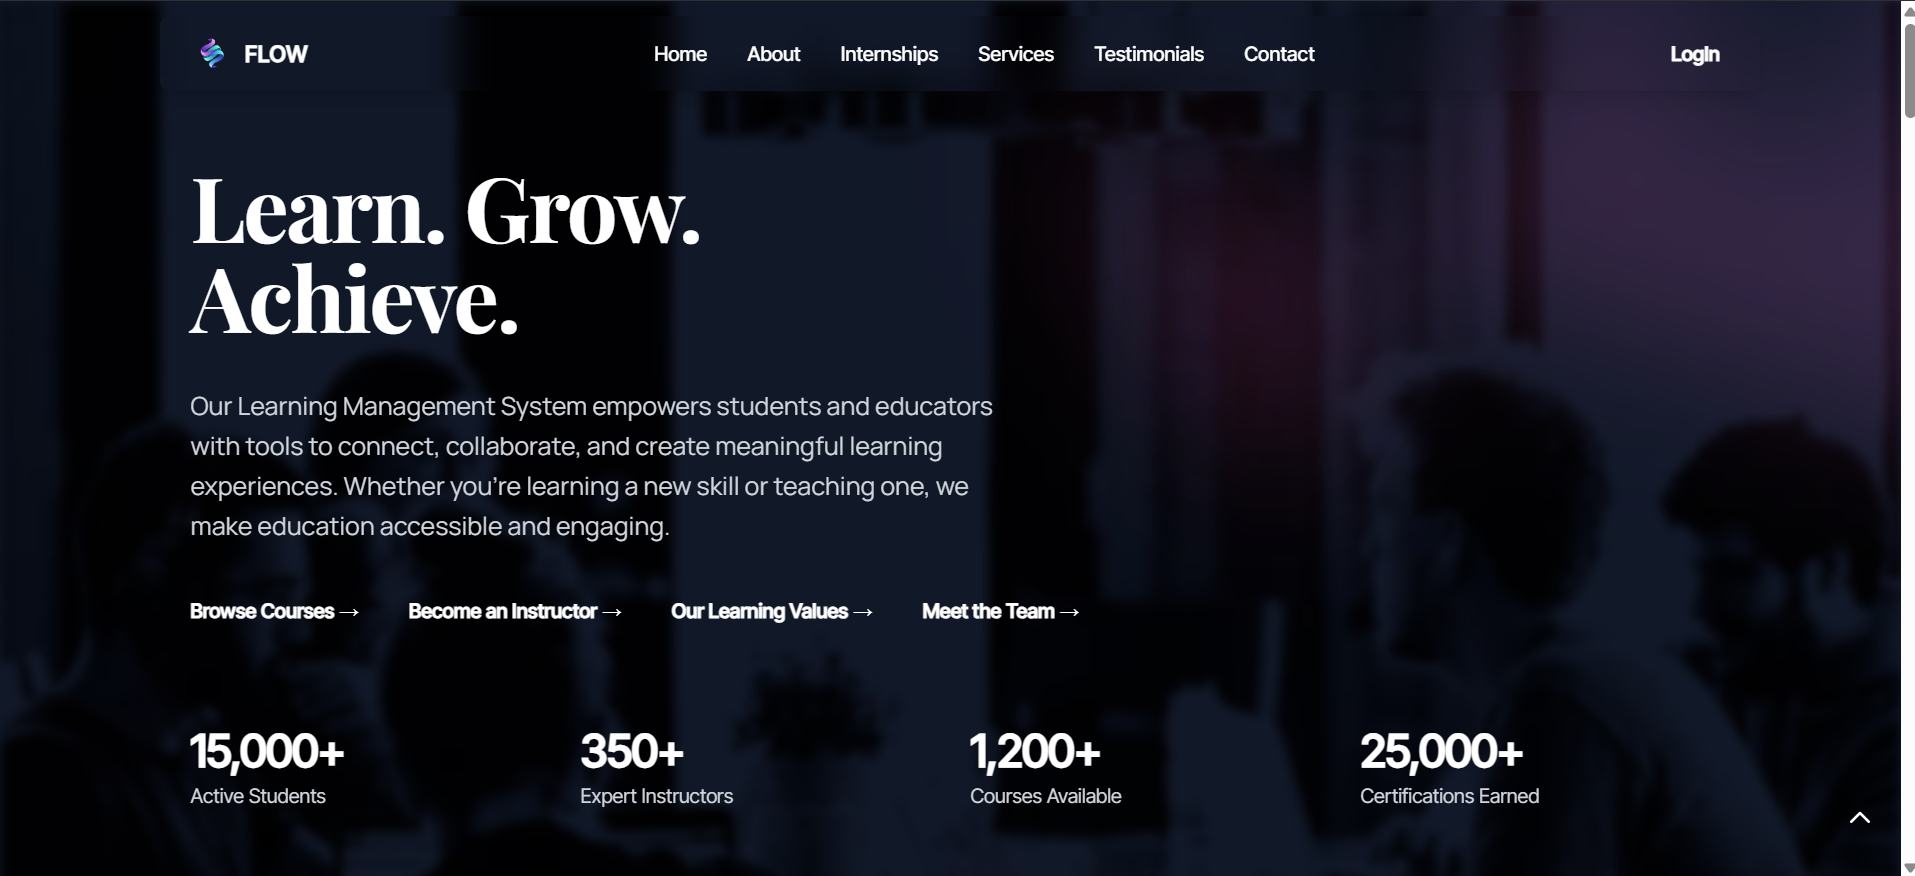 FLOW
Home
About
Internships
Services
Testimonials
Contact
LogIn
Learn. Grow.
Achieve.
Our Learning Management System empowers students and educators
with tools to connect, collaborate, and create meaningful learning
experiences. Whether you’re learning a new skill or teaching one, we
make education accessible and engaging.
Browse Courses →
Become an Instructor →
Our Learning Values →
Meet the Team →
15,000+
Active Students
350+
Expert Instructors
1,200+
Courses Available
25,000+
Certifications Earned